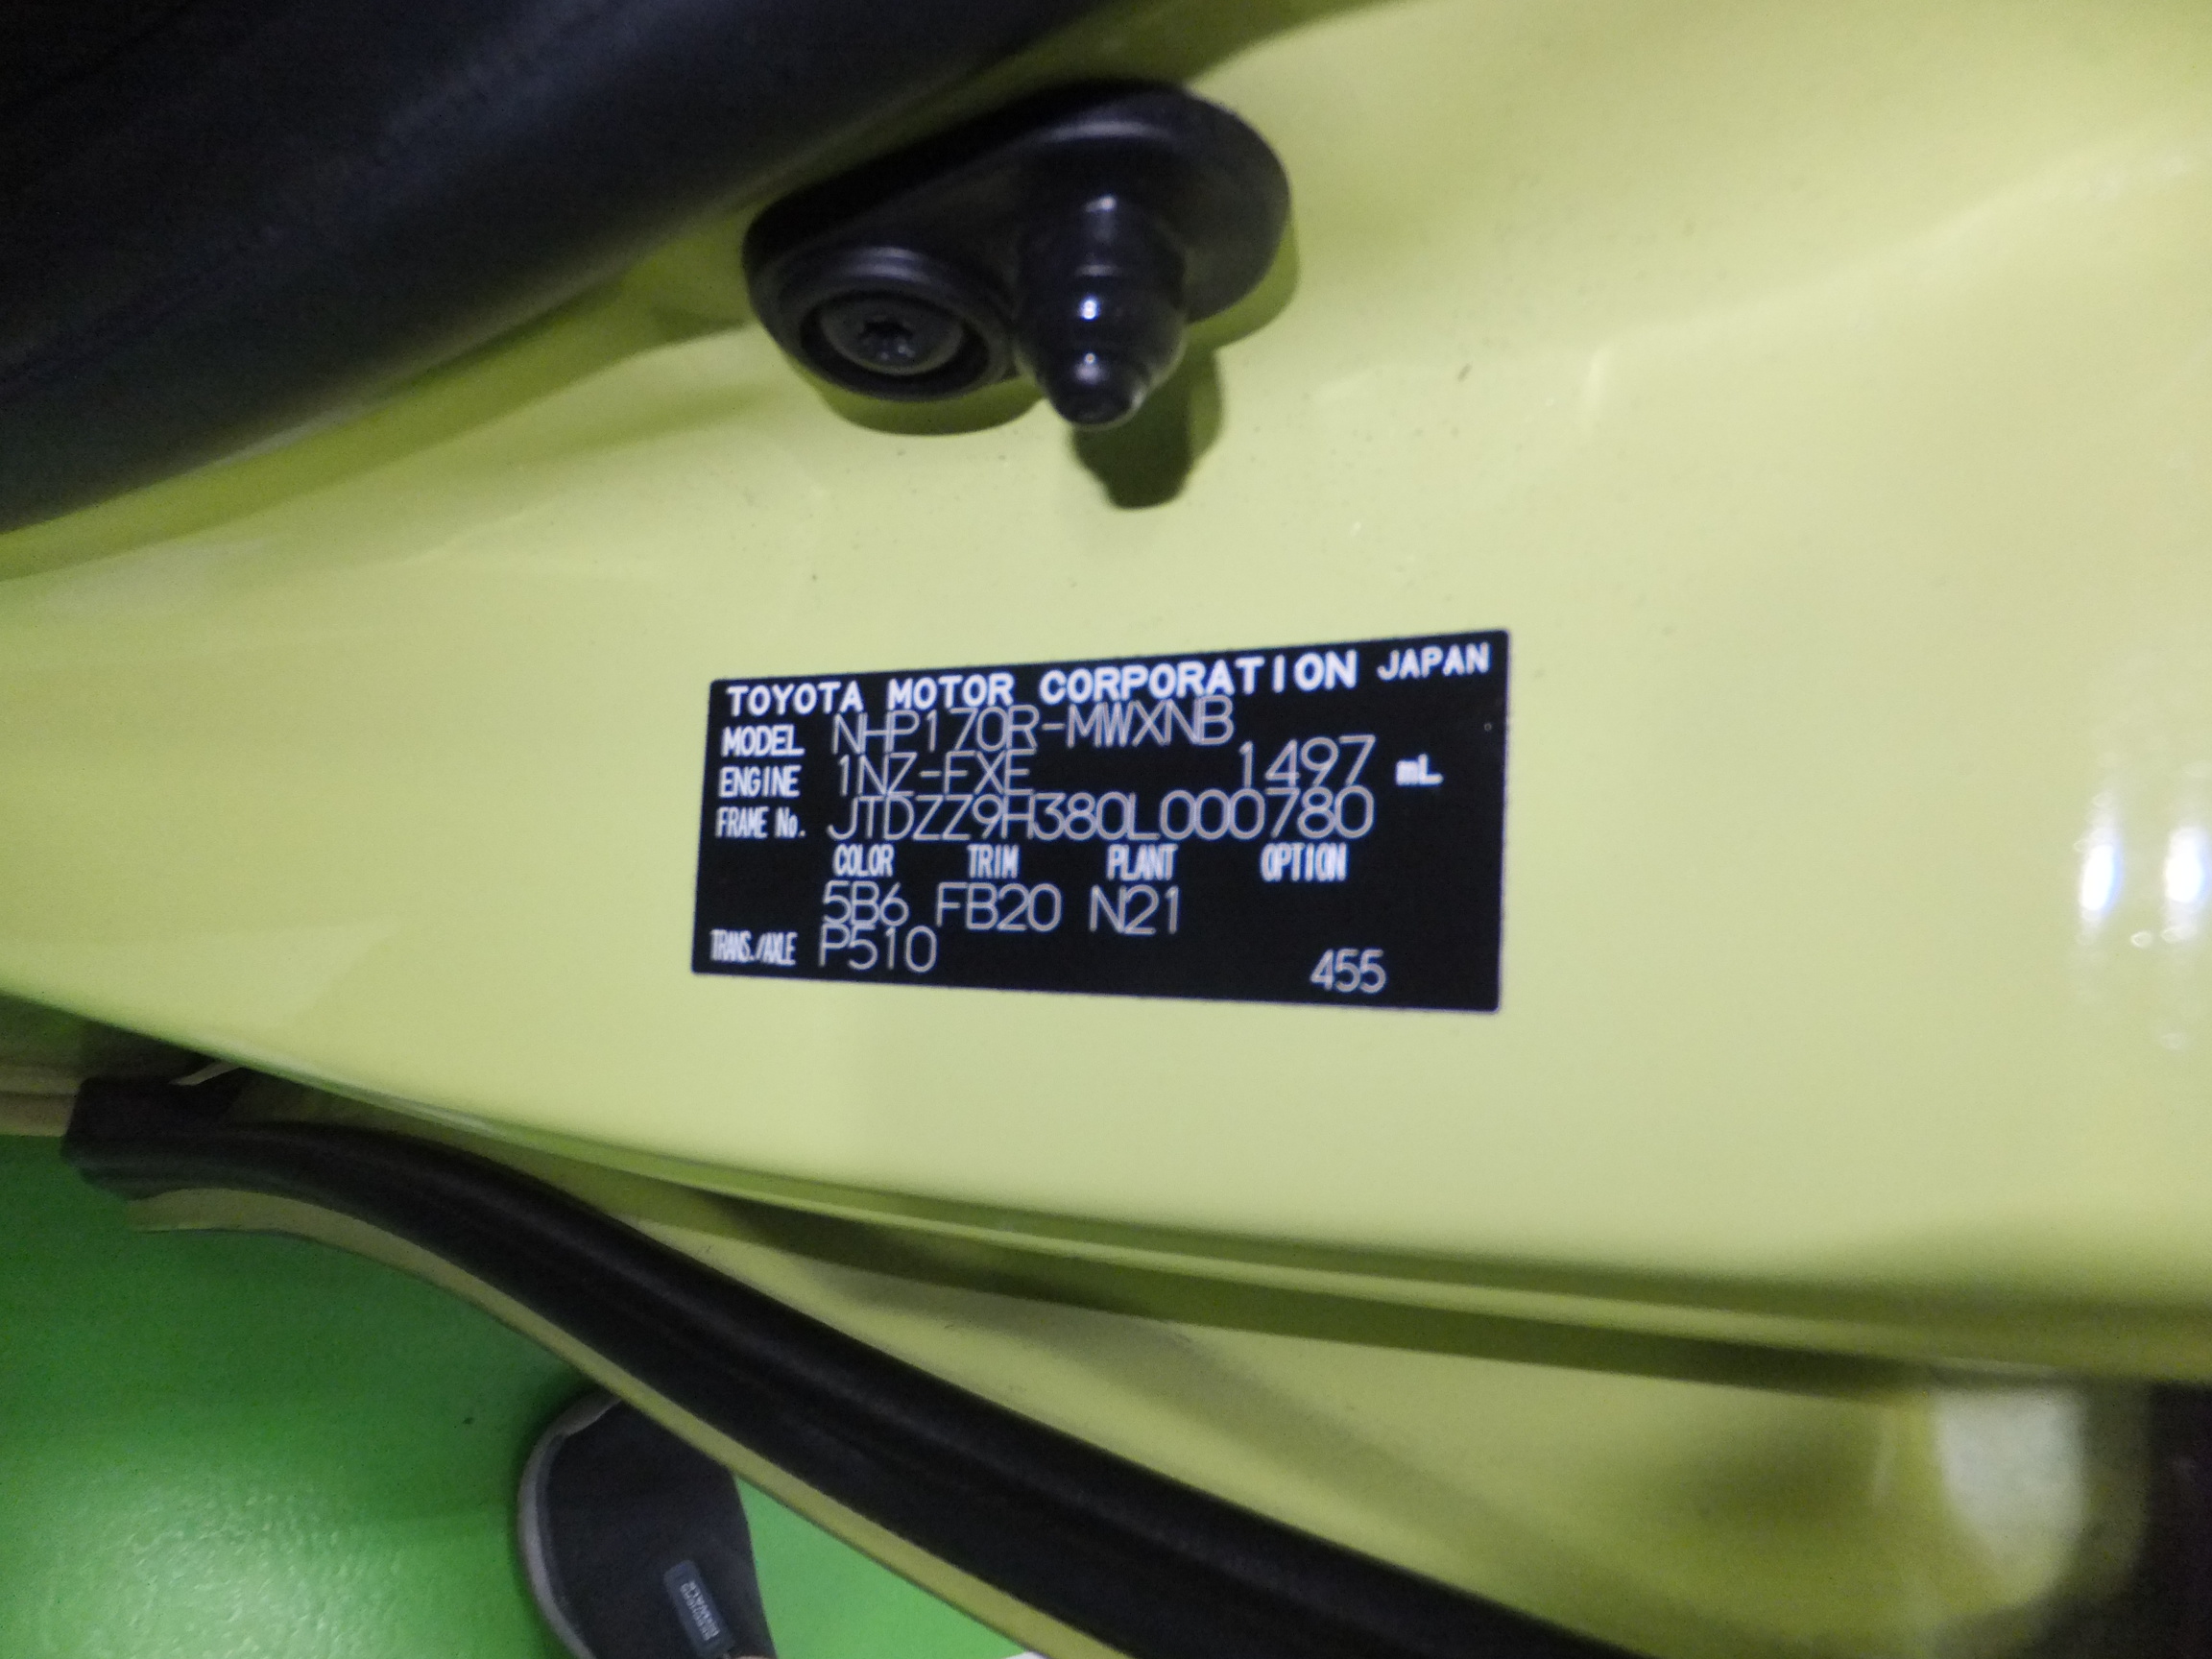 TOYOTA MOTOR CORPORATION JAPAN
MODEL NHP170R-MWXNB
ENGINE 1NZ-FXE 1497 mL
FRAME No. JTDZZ9H380L000780
COLOR TRIM PLANT OPTION
5B6 FB20 N21
TRANS./AXLE P510 455